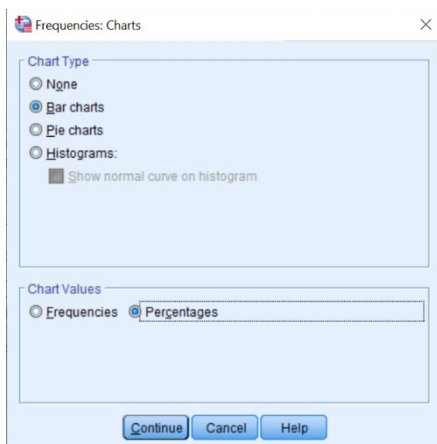 Frequencies: Charts
Chart Type
None
Bar charts
Pie charts
Histograms:
Show normal curve on histogram
Chart Values
Frequencies Percentages
Continue Cancel Help